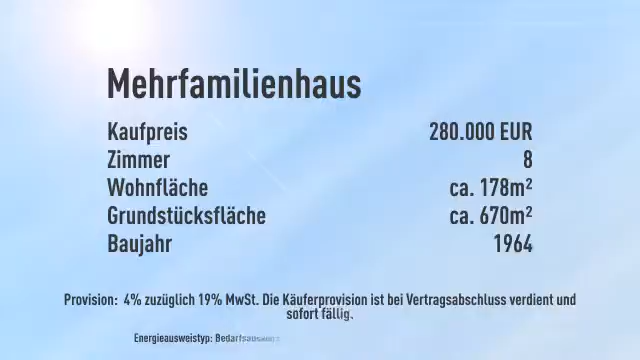 Mehrfamilienhaus
Kaufpreis 280.000 EUR
Zimmer 8
Wohnfläche ca. 178m²
Grundstücksfläche ca. 670m²
Baujahr 1964
Provision: 4% zuzüglich 19% MwSt. Die Käuferprovision ist bei Vertragsabschluss verdient und
sofort fällig.
Energieausweistyp: Bedarfsausweis